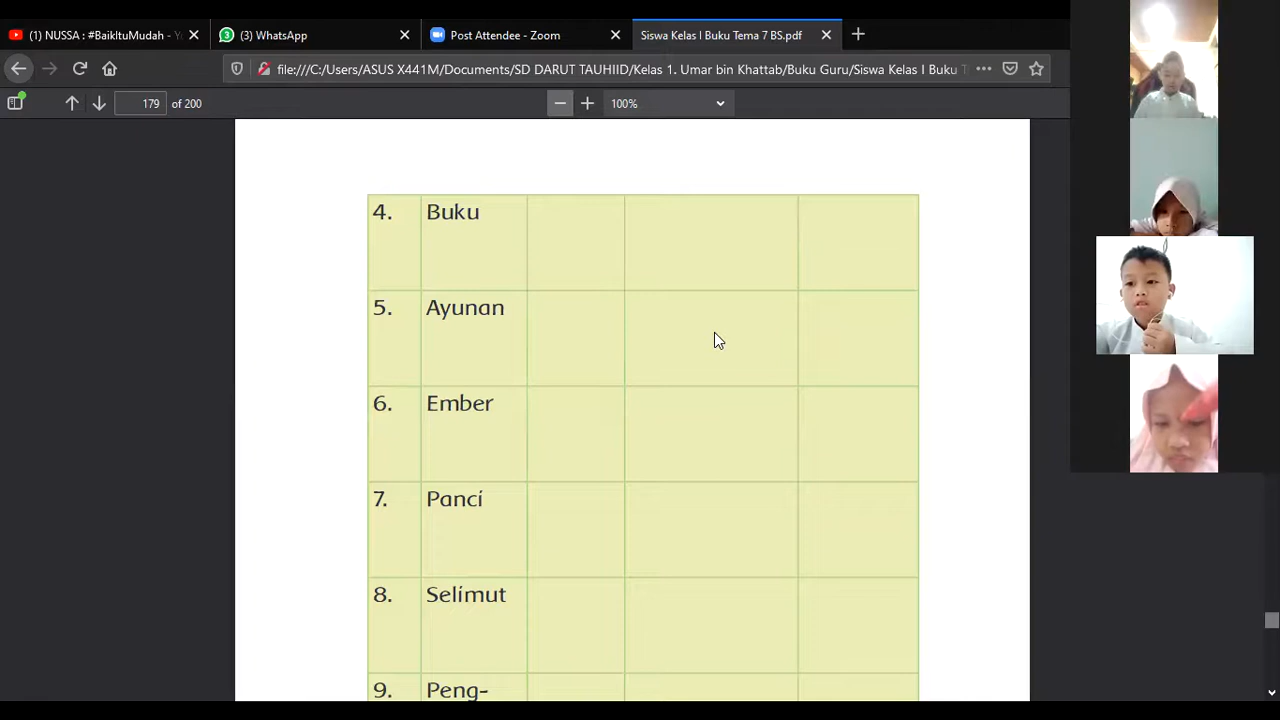 (1) NUSSA : #BaikItuMudah - Y
(3) WhatsApp
Post Attendee - Zoom
Siswa Kelas I Buku Tema 7 BS.pdf
file:///C:/Users/ASUS X441M/Documents/SD DARUT TAUHIID/Kelas 1. Umar bin Khattab/Buku Guru/Siswa Kelas I Buku T
179 of 200
100%
4. Buku
5. Ayunan
6. Ember
7. Panci
8. Selimut
9. Peng-